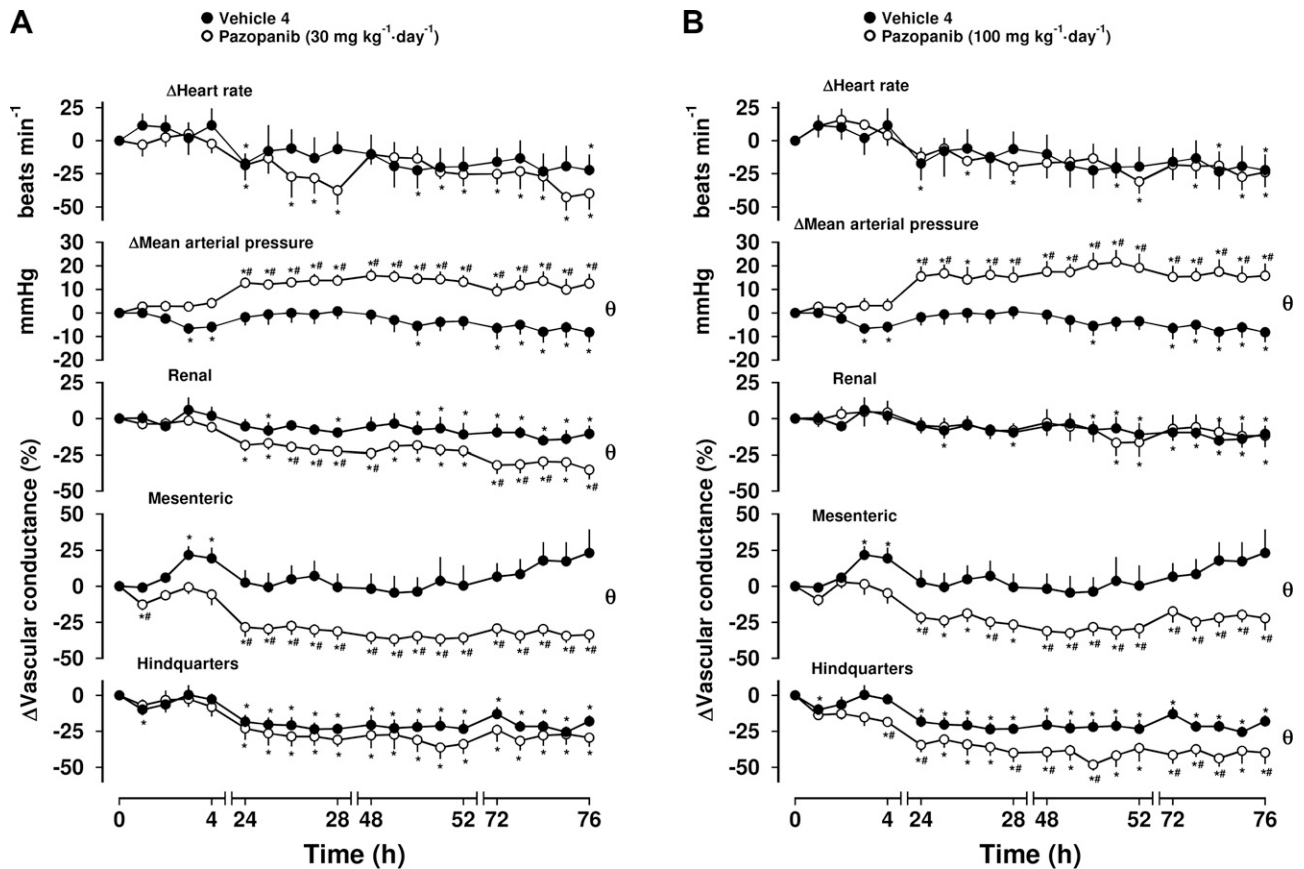 A
● Vehicle 4
○ Pazopanib (30 mg kg⁻¹·day⁻¹)
ΔHeart rate
beats min⁻¹
25
0
-25
-50
ΔMean arterial pressure
mmHg
30
20
10
0
-10
-20
θ
ΔVascular conductance (%)
Renal
25
0
-25
-50
θ
Mesenteric
50
25
0
-25
-50
θ
Hindquarters
0
-25
-50
0 4 24 28 48 52 72 76
Time (h)
B
● Vehicle 4
○ Pazopanib (100 mg kg⁻¹·day⁻¹)
ΔHeart rate
beats min⁻¹
25
0
-25
-50
ΔMean arterial pressure
mmHg
30
20
10
0
-10
20
θ
ΔVascular conductance (%)
Renal
25
0
-25
-50
Mesenteric
50
25
0
-25
-50
θ
Hindquarters
0
-25
-50
θ
0 4 24 28 48 52 72 76
Time (h)